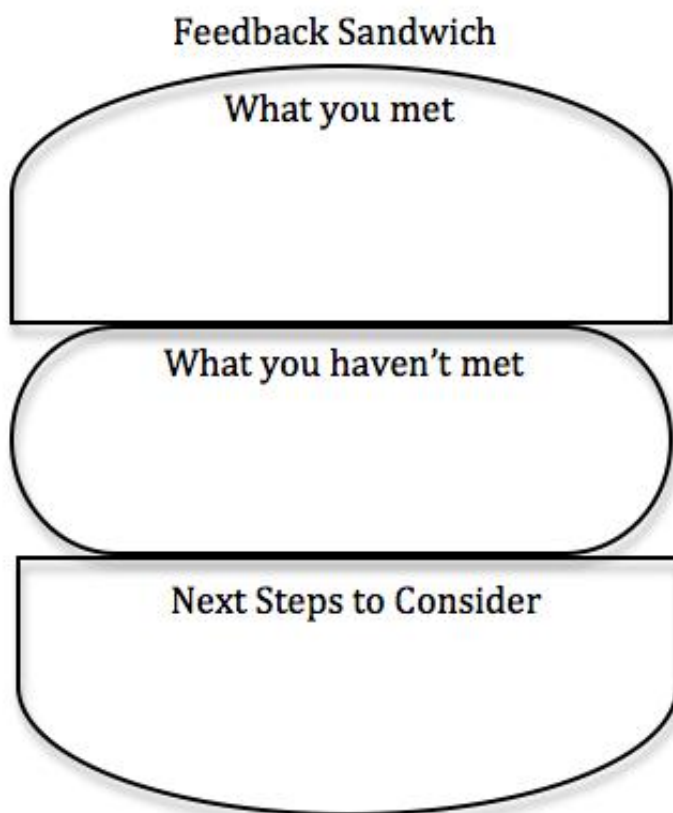 Feedback Sandwich
What you met
What you haven’t met
Next Steps to Consider